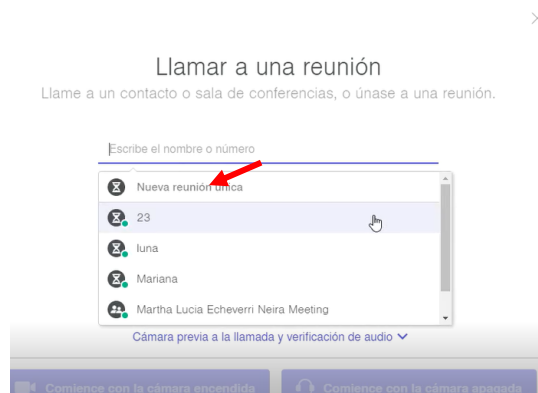 Llamar a una reunión
Llame a un contacto o sala de conferencias, o únase a una reunión.
Escribe el nombre o número
Nueva reunión única
23
luna
Mariana
Martha Lucia Echeverri Neira Meeting
Cámara previa a la llamada y verificación de audio
Comience con la cámara encendida
Comience con la cámara apagada